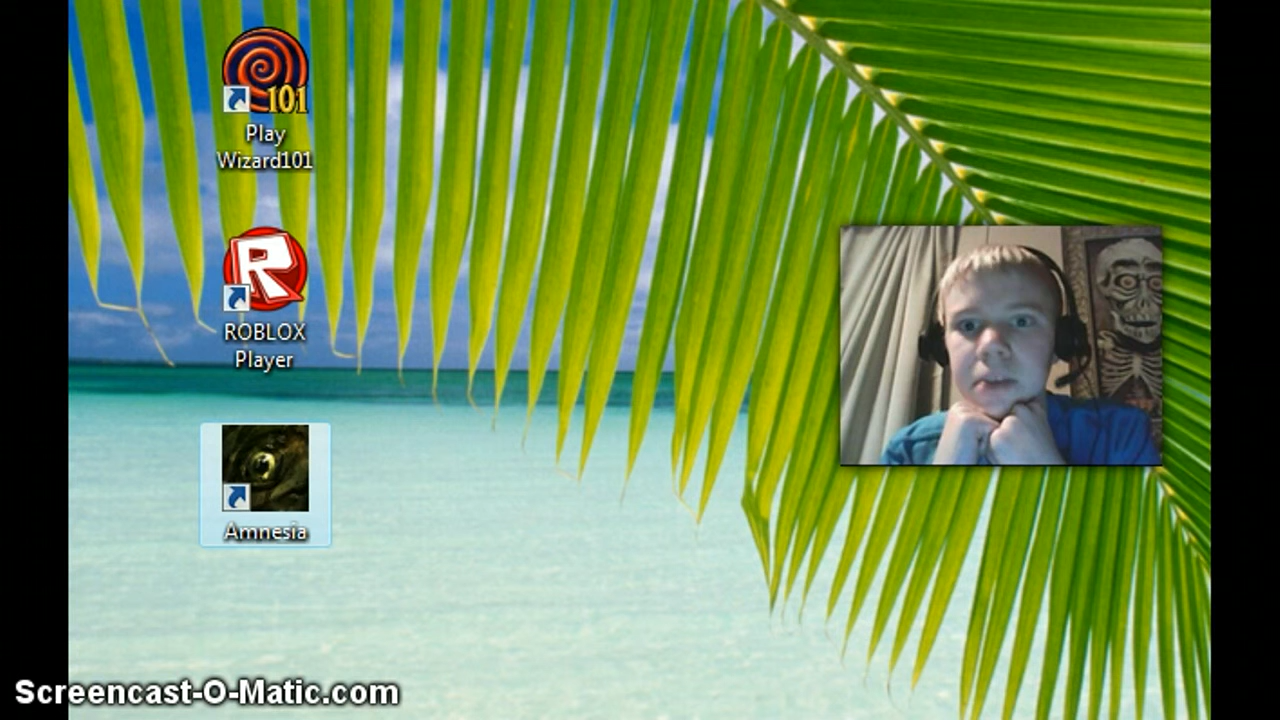 101
Play
Wizard101
R
ROBLOX
Player
Amnesia
Screencast-O-Matic.com